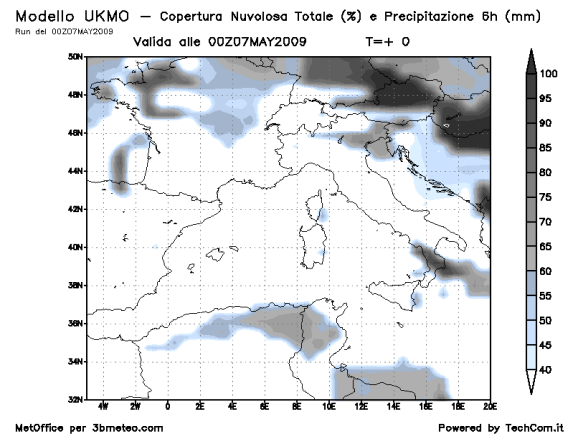 Modello UKMO — Copertura Nuvolosa Totale (%) e Precipitazione 6h (mm)
Run del 00Z07MAY2009
Valida alle 00Z07MAY2009 T=+ 0
50N
48N
46N
44N
42N
40N
38N
36N
34N
32N
4W 2W 0 2E 4E 6E 8E 10E 12E 14E 16E 18E 20E
100
95
90
85
80
75
70
65
60
55
50
45
40
MetOffice per 3bmeteo.com
Powered by TechCom.it